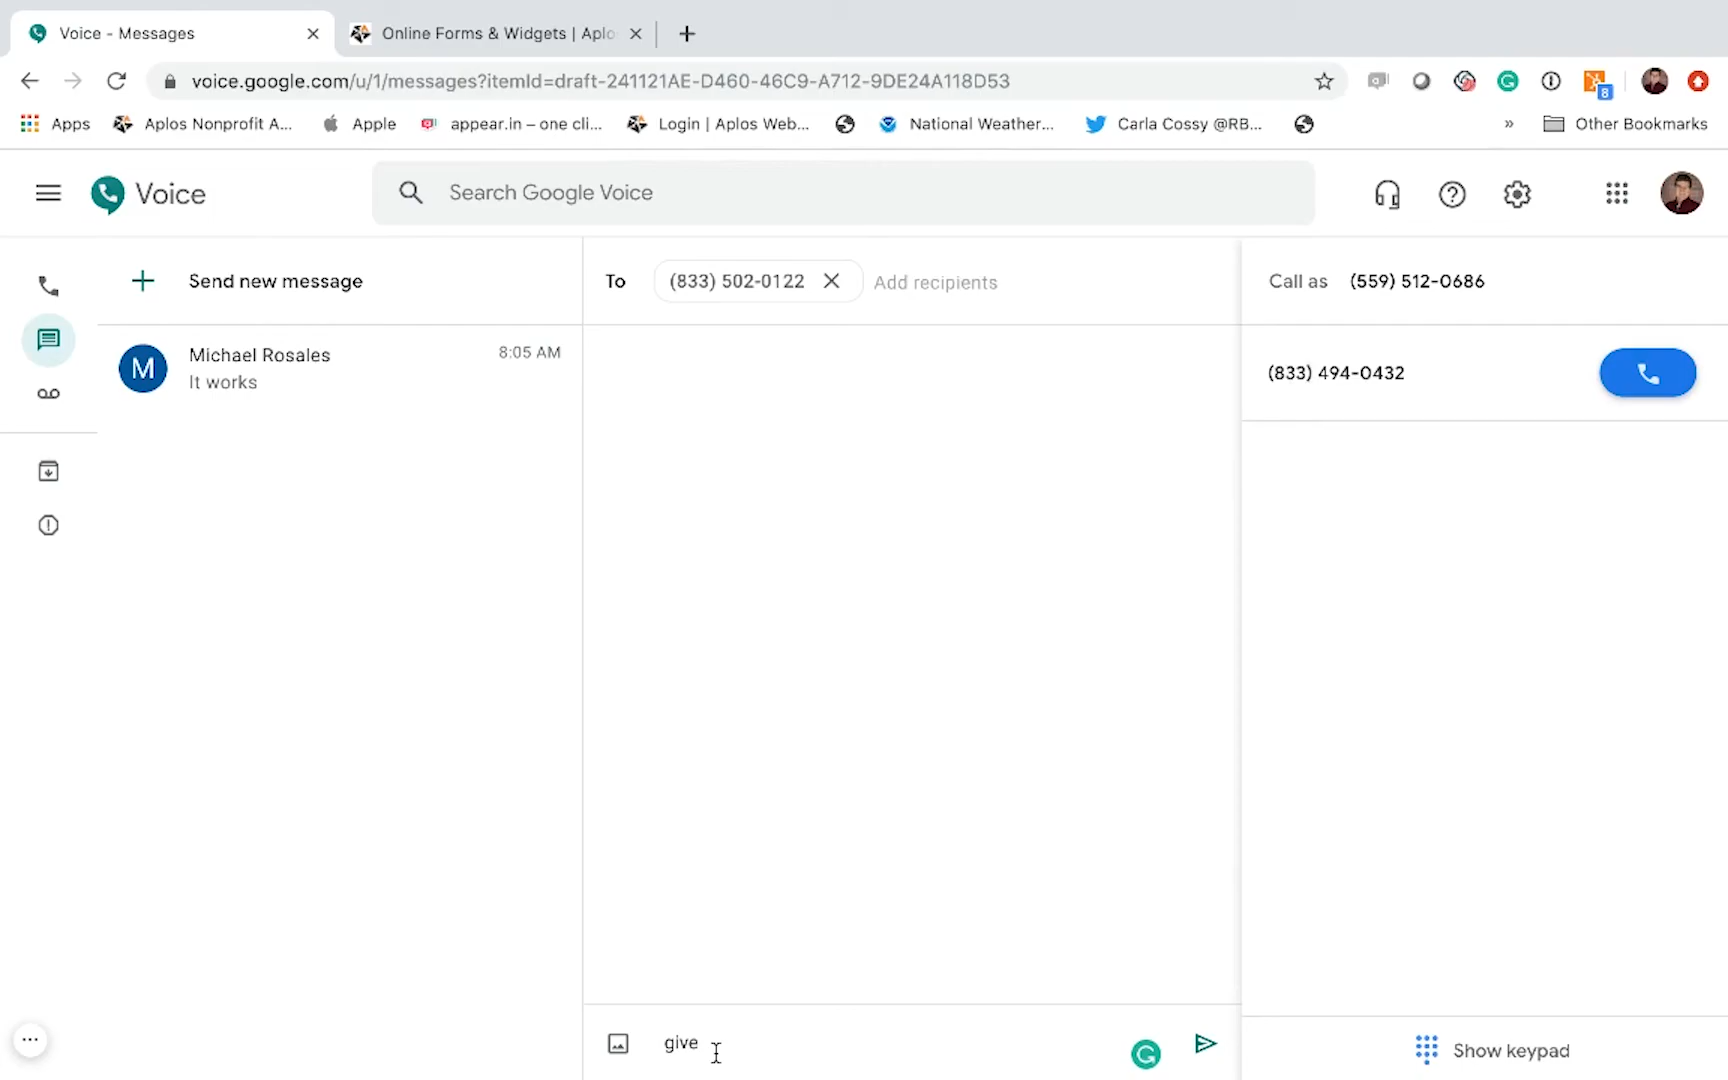 Voice - Messages
Online Forms & Widgets | Aplo
voice.google.com/u/1/messages?itemId=draft-241121AE-D460-46C9-A712-9DE24A118D53
8
Apps
Aplos Nonprofit A...
Apple
appear.in – one cli...
Login | Aplos Web...
National Weather...
Carla Cossy @RB...
»
Other Bookmarks
Voice
Search Google Voice
Send new message
To
(833) 502-0122
Add recipients
Call as (559) 512-0686
M
Michael Rosales
8:05 AM
It works
(833) 494-0432
give
Show keypad